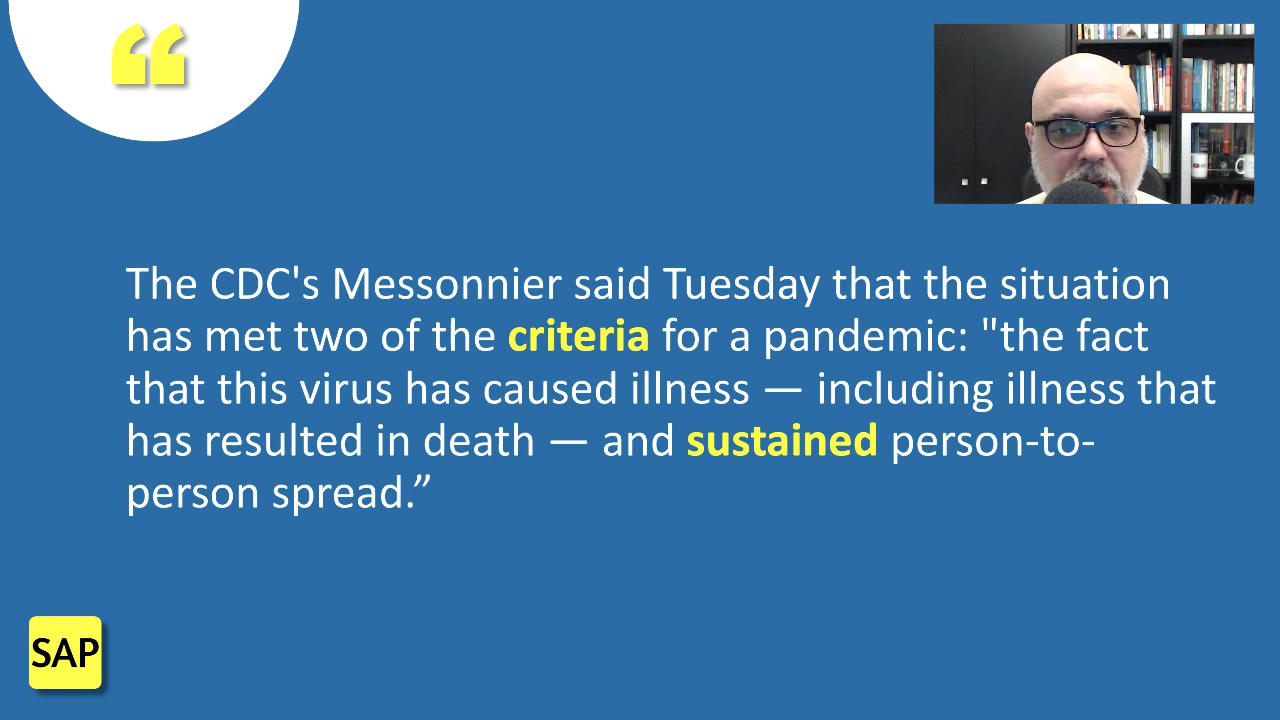 “
The CDC's Messonnier said Tuesday that the situation
has met two of the criteria for a pandemic: "the fact
that this virus has caused illness — including illness that
has resulted in death — and sustained person-to-
person spread.”
SAP